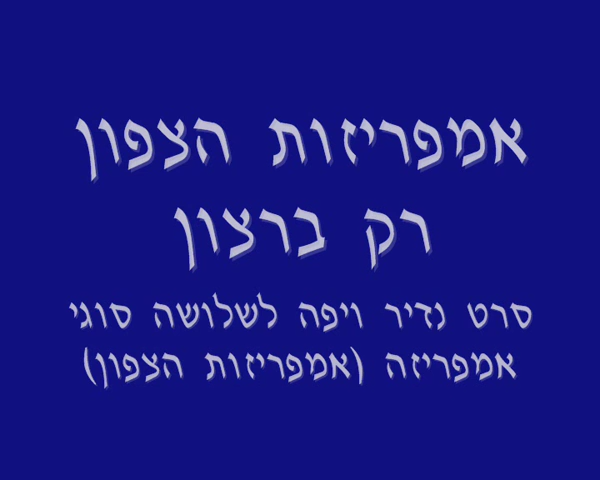 אמפריזות הצפון
רק ברצון
סרט נדיר ויפה לשלושה סוגי
אמפריזה (אמפריזות הצפון)